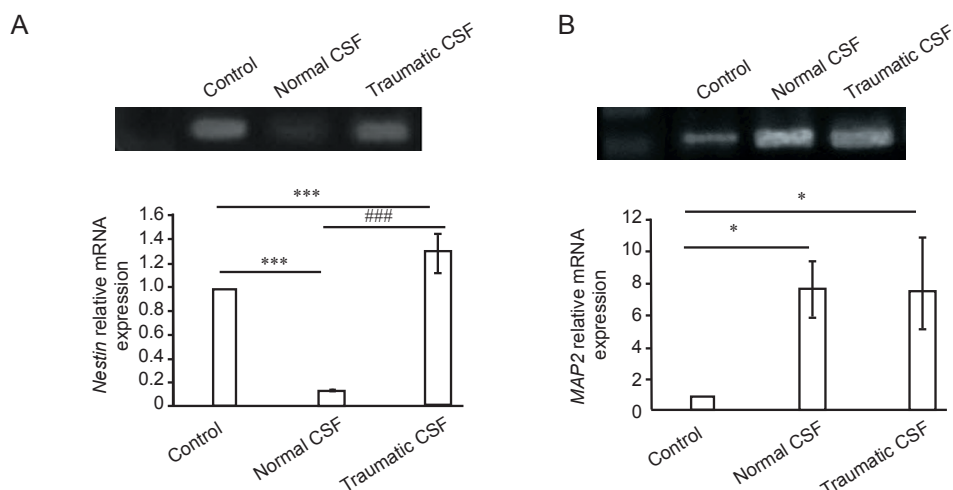 A
Control
Normal CSF
Traumatic CSF
***
###
***
Nestin relative mRNA
expression
1.6
1.4
1.2
1.0
0.8
0.6
0.4
0.2
0
Control
Normal CSF
Traumatic CSF
B
Control
Normal CSF
Traumatic CSF
*
*
MAP2 relative mRNA
expression
12
10
8
6
4
2
0
Control
Normal CSF
Traumatic CSF